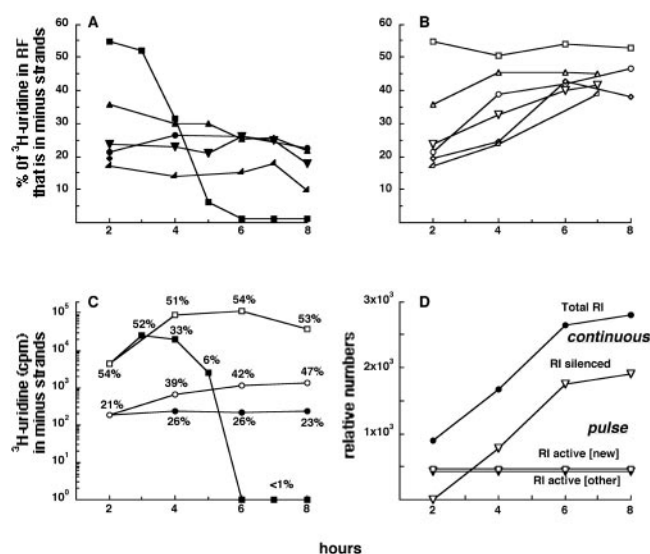 A
B
60
50
40
30
20
10
2 4 6 8
% 0f ³H-uridine in RF
that is in minus strands
60
50
40
30
20
10
2 4 6 8
C
10⁵
10⁴
10³
10²
10¹
10⁰
51%
54%
53%
52%
33%
6%
54%
39%
42%
47%
21%
26%
26%
23%
<1%
2 4 6 8
³H-uridine (cpm)
in minus strands
D
3x10³
2x10³
1x10³
relative numbers
Total RI
continuous
RI silenced
pulse
RI active [new]
RI active [other]
2 4 6 8
hours